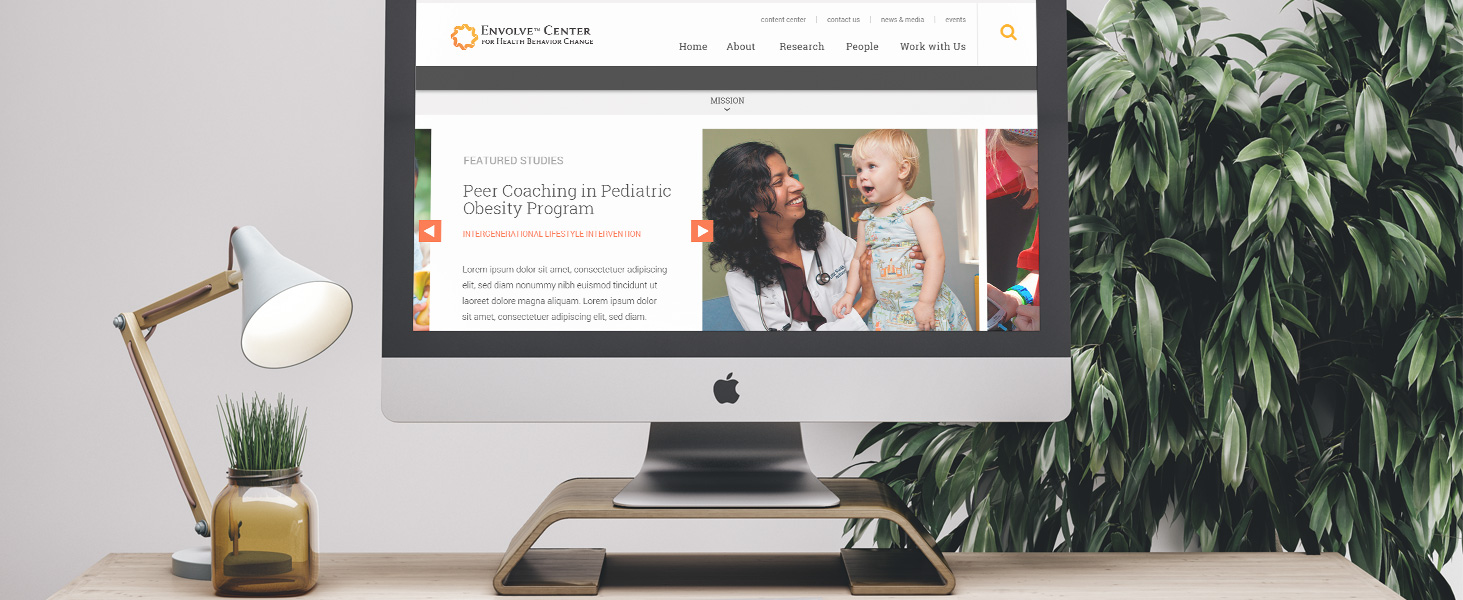 content center | contact us | news & media | events
ENVOLVE™ CENTER
FOR HEALTH BEHAVIOR CHANGE
Home About Research People Work with Us
MISSION
FEATURED STUDIES
Peer Coaching in Pediatric
Obesity Program
INTERGENERATIONAL LIFESTYLE INTERVENTION
Lorem ipsum dolor sit amet, consectetuer adipiscing
elit, sed diam nonummy nibh euismod tincidunt ut
laoreet dolore magna aliquam. Lorem ipsum dolor
sit amet, consectetuer adipiscing elit, sed diam.